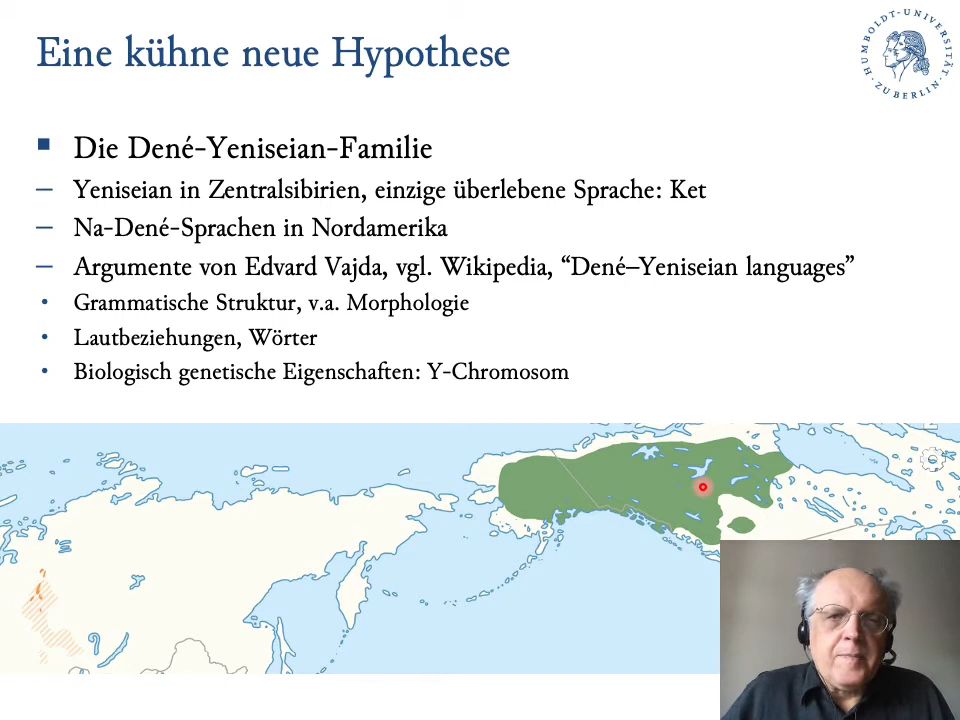 Eine kühne neue Hypothese
HUMBOLDT-UNIVERSITÄT
ZU BERLIN
■ Die Dené-Yeniseian-Familie
– Yeniseian in Zentralsibirien, einzige überlebene Sprache: Ket
– Na-Dené-Sprachen in Nordamerika
– Argumente von Edvard Vajda, vgl. Wikipedia, “Dené–Yeniseian languages”
• Grammatische Struktur, v.a. Morphologie
• Lautbeziehungen, Wörter
• Biologisch genetische Eigenschaften: Y-Chromosom